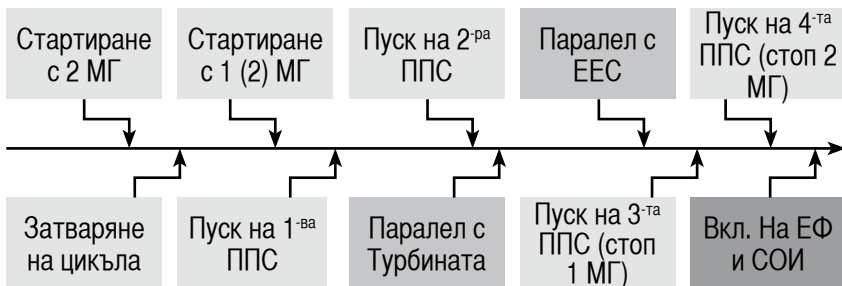 Стартиране
с 2 МГ
Стартиране
с 1 (2) МГ
Пуск на 2-ра
ППС
Паралел с
ЕЕС
Пуск на 4-та
ППС (стоп 2
МГ)
Затваряне
на цикъла
Пуск на 1-ва
ППС
Паралел с
Турбината
Пуск на 3-та
ППС (стоп
1 МГ)
Вкл. На ЕФ
и СОИ